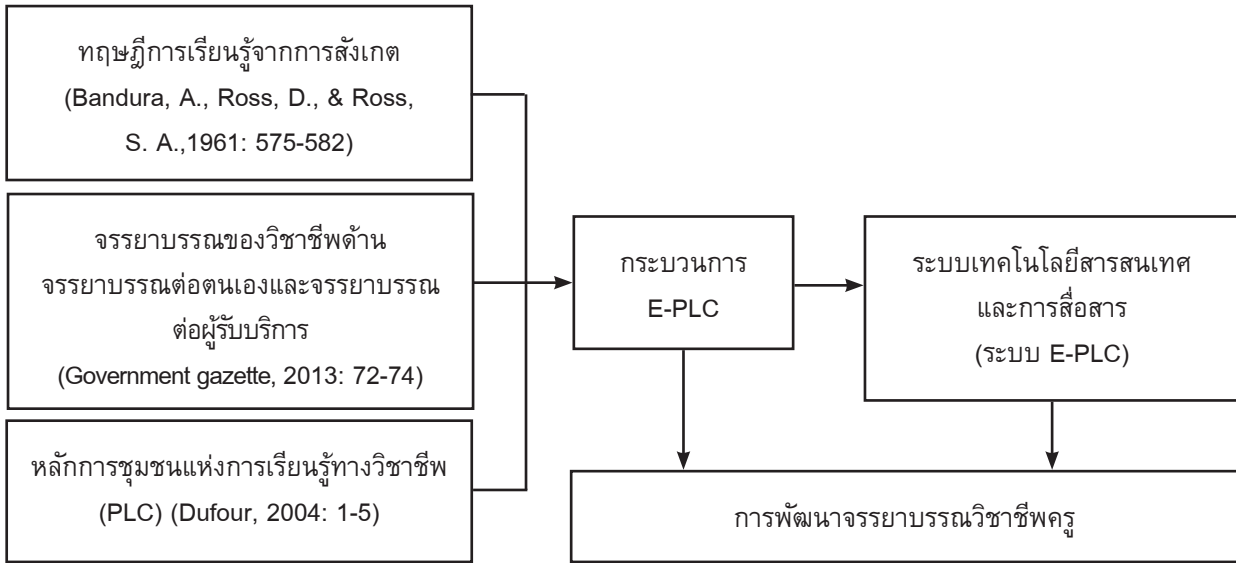 ทฤษฎีการเรียนรู้จากการสังเกต
(Bandura, A., Ross, D., & Ross,
S. A.,1961: 575-582)
จรรยาบรรณของวิชาชีพด้าน
จรรยาบรรณต่อตนเองและจรรยาบรรณ
ต่อผู้รับบริการ
(Government gazette, 2013: 72-74)
หลักการชุมชนแห่งการเรียนรู้ทางวิชาชีพ
(PLC) (Dufour, 2004: 1-5)
กระบวนการ
E-PLC
ระบบเทคโนโลยีสารสนเทศ
และการสื่อสาร
(ระบบ E-PLC)
การพัฒนาจรรยาบรรณวิชาชีพครู